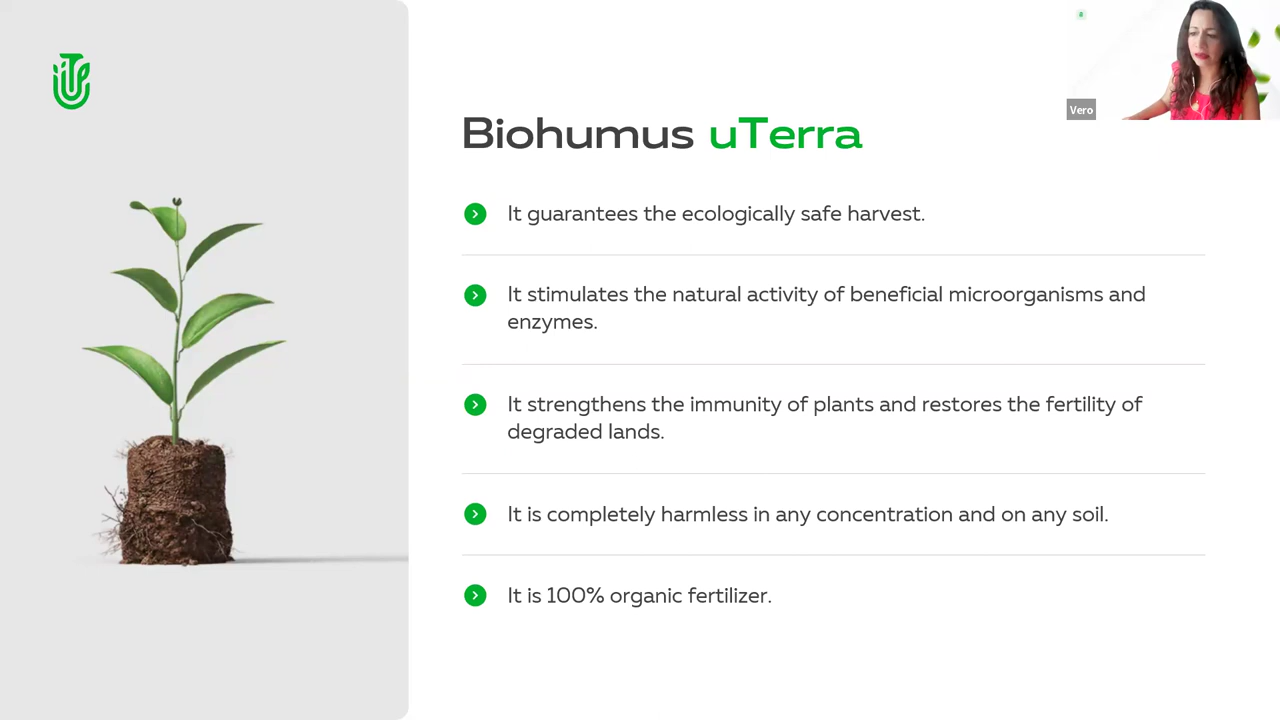 Vero
Biohumus uTerra
It guarantees the ecologically safe harvest.
It stimulates the natural activity of beneficial microorganisms and
enzymes.
It strengthens the immunity of plants and restores the fertility of
degraded lands.
It is completely harmless in any concentration and on any soil.
It is 100% organic fertilizer.